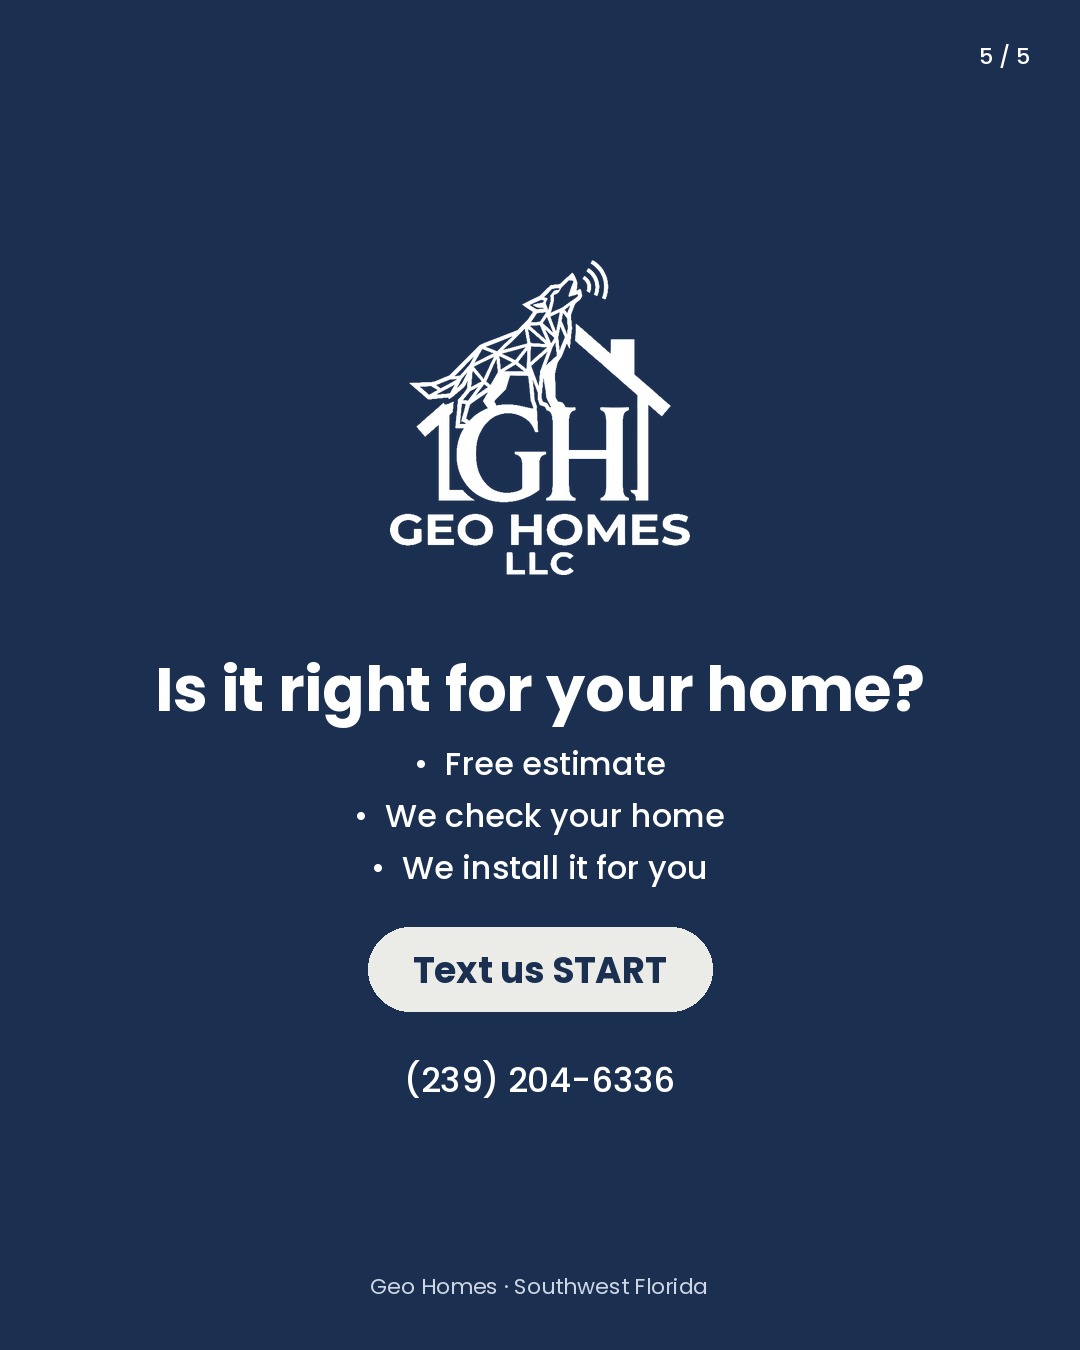 5 / 5
GH
GEO HOMES
LLC
Is it right for your home?
• Free estimate
• We check your home
• We install it for you
Text us START
(239) 204-6336
Geo Homes · Southwest Florida